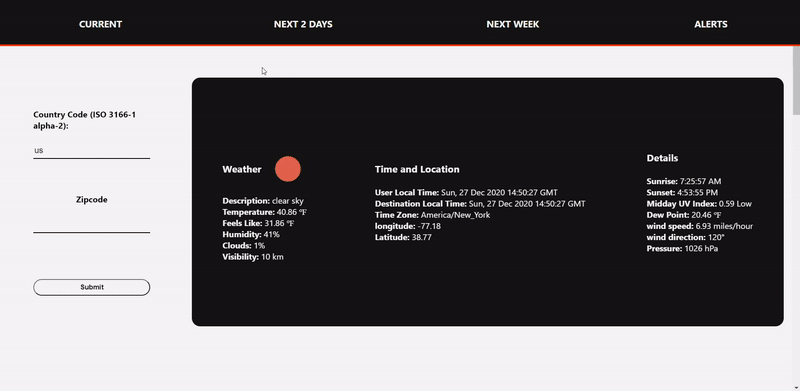 CURRENT
NEXT 2 DAYS
NEXT WEEK
ALERTS
Country Code (ISO 3166-1
alpha-2):
us
Zipcode
Submit
Weather
Description: clear sky
Temperature: 40.86 °F
Feels Like: 31.86 °F
Humidity: 41%
Clouds: 1%
Visibility: 10 km
Time and Location
User Local Time: Sun, 27 Dec 2020 14:50:27 GMT
Destination Local Time: Sun, 27 Dec 2020 14:50:27 GMT
Time Zone: America/New_York
longitude: -77.18
Latitude: 38.77
Details
Sunrise: 7:25:57 AM
Sunset: 4:53:55 PM
Midday UV Index: 0.59 Low
Dew Point: 20.46 °F
wind speed: 6.93 miles/hour
wind direction: 120°
Pressure: 1026 hPa